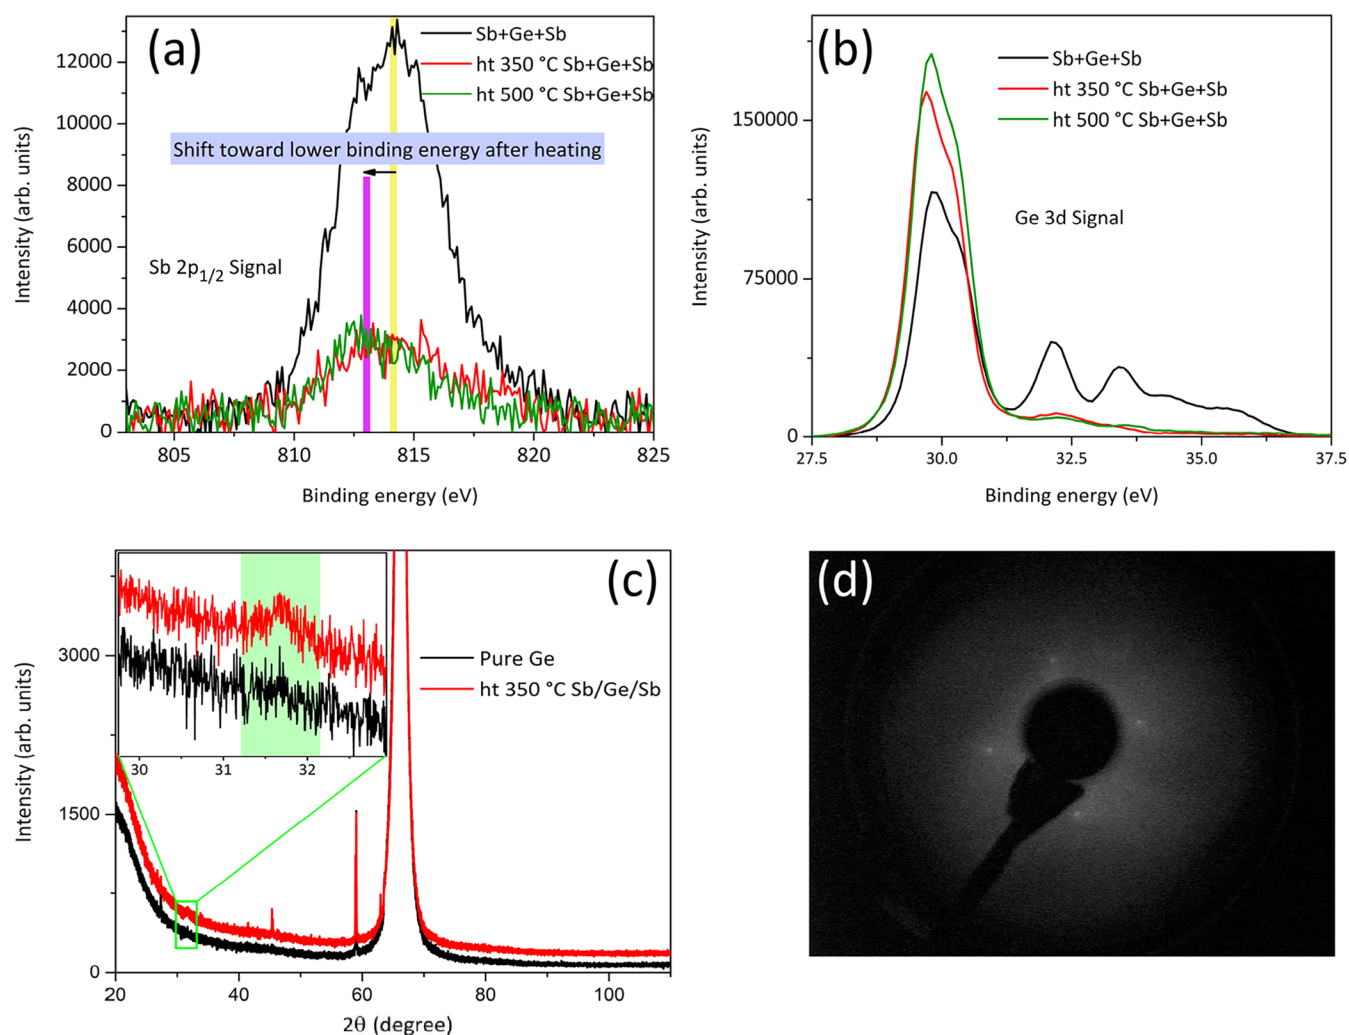 (a)
Sb+Ge+Sb
ht 350 °C Sb+Ge+Sb
ht 500 °C Sb+Ge+Sb
Shift toward lower binding energy after heating
Sb 2p1/2 Signal
Intensity (arb. units)
12000
10000
8000
6000
4000
2000
0
805
810
815
820
825
Binding energy (eV)
(b)
Sb+Ge+Sb
ht 350 °C Sb+Ge+Sb
ht 500 °C Sb+Ge+Sb
Ge 3d Signal
Intensity (arb. units)
150000
75000
0
27.5
30.0
32.5
35.0
37.5
Binding energy (eV)
(c)
Pure Ge
ht 350 °C Sb/Ge/Sb
30
31
32
Intensity (arb. units)
3000
1500
0
20
40
60
80
100
2θ (degree)
(d)